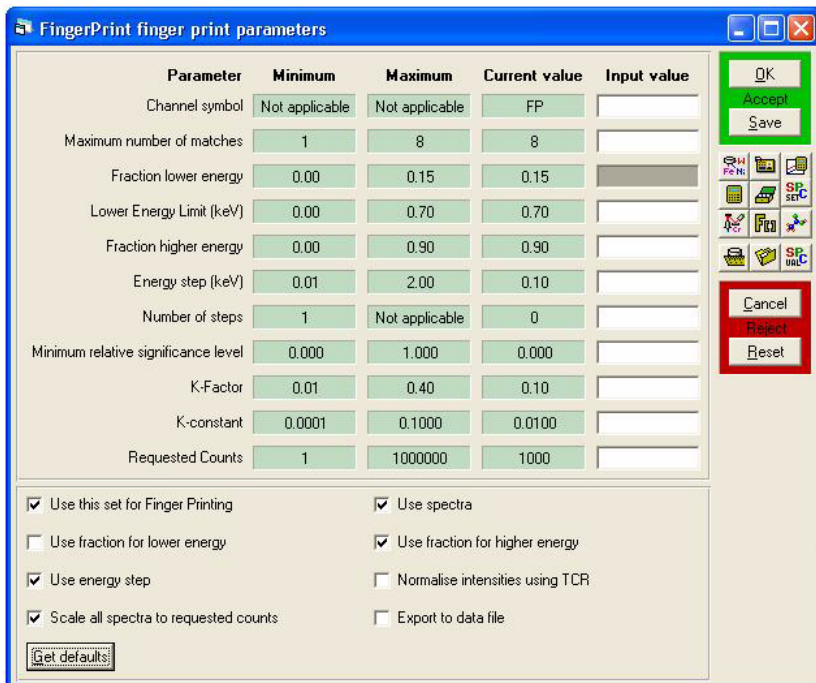 FingerPrint finger print parameters
Parameter Minimum Maximum Current value Input value
Channel symbol Not applicable Not applicable FP
Maximum number of matches 1 8 8
Fraction lower energy 0.00 0.15 0.15
Lower Energy Limit (keV) 0.00 0.70 0.70
Fraction higher energy 0.00 0.90 0.90
Energy step (keV) 0.01 2.00 0.10
Number of steps 1 Not applicable 0
Minimum relative significance level 0.000 1.000 0.000
K-Factor 0.01 0.40 0.10
K-constant 0.0001 0.1000 0.0100
Requested Counts 1 1000000 1000
OK
Accept
Save
Fe Ni
SP
SET C
Cr
SP
UAL C
Cancel
Reject
Reset
Use this set for Finger Printing Use spectra
Use fraction for lower energy Use fraction for higher energy
Use energy step Normalise intensities using TCR
Scale all spectra to requested counts Export to data file
Get defaults